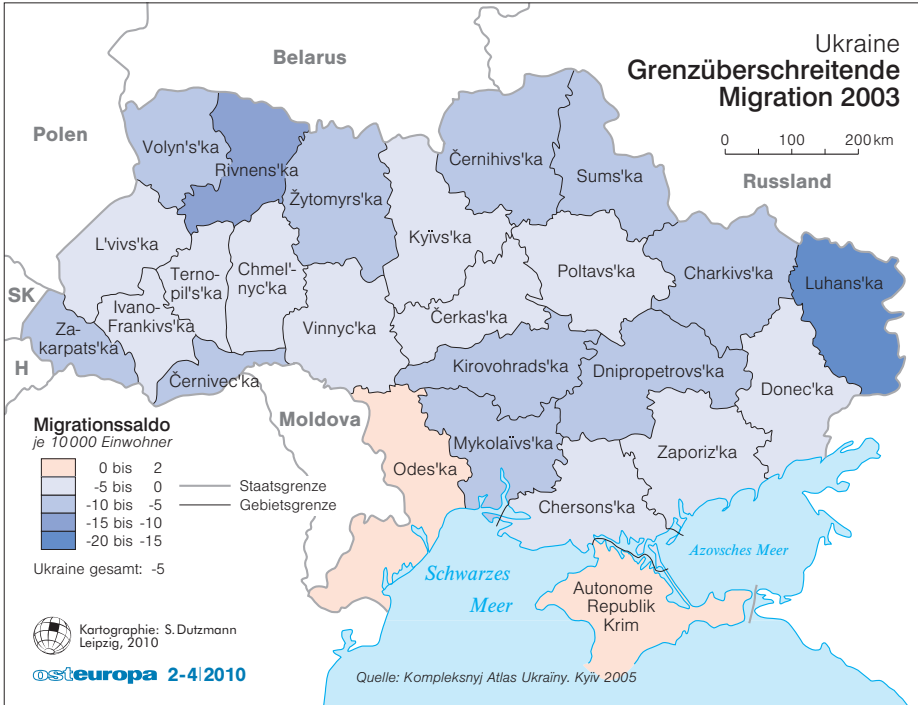 Ukraine
Grenzüberschreitende
Migration 2003
0 100 200 km
Belarus
Polen
Russland
SK
H
Moldova
Volyn's'ka
Rivnens'ka
Žytomyrs'ka
Černihivs'ka
Sums'ka
L'vivs'ka
Ternopil's'ka
Chmel'-
nyc'ka
Kyïvs'ka
Poltavs'ka
Charkivs'ka
Luhans'ka
Ivano-
Frankivs'ka
Za-
karpats'ka
Černivec'ka
Vinnyc'ka
Čerkas'ka
Kirovohrads'ka
Dnipropetrovs'ka
Donec'ka
Odes'ka
Mykolaïvs'ka
Zaporiz'ka
Chersons'ka
Autonome
Republik
Krim
Schwarzes
Meer
Azovsches Meer
Migrationssaldo
je 10 000 Einwohner
0 bis 2
-5 bis 0
-10 bis -5
-15 bis -10
-20 bis -15
Staatsgrenze
Gebietsgrenze
Ukraine gesamt: -5
Kartographie: S. Dutzmann
Leipzig, 2010
osteuropa 2-4|2010
Quelle: Kompleksnyj Atlas Ukraïny. Kyïv 2005